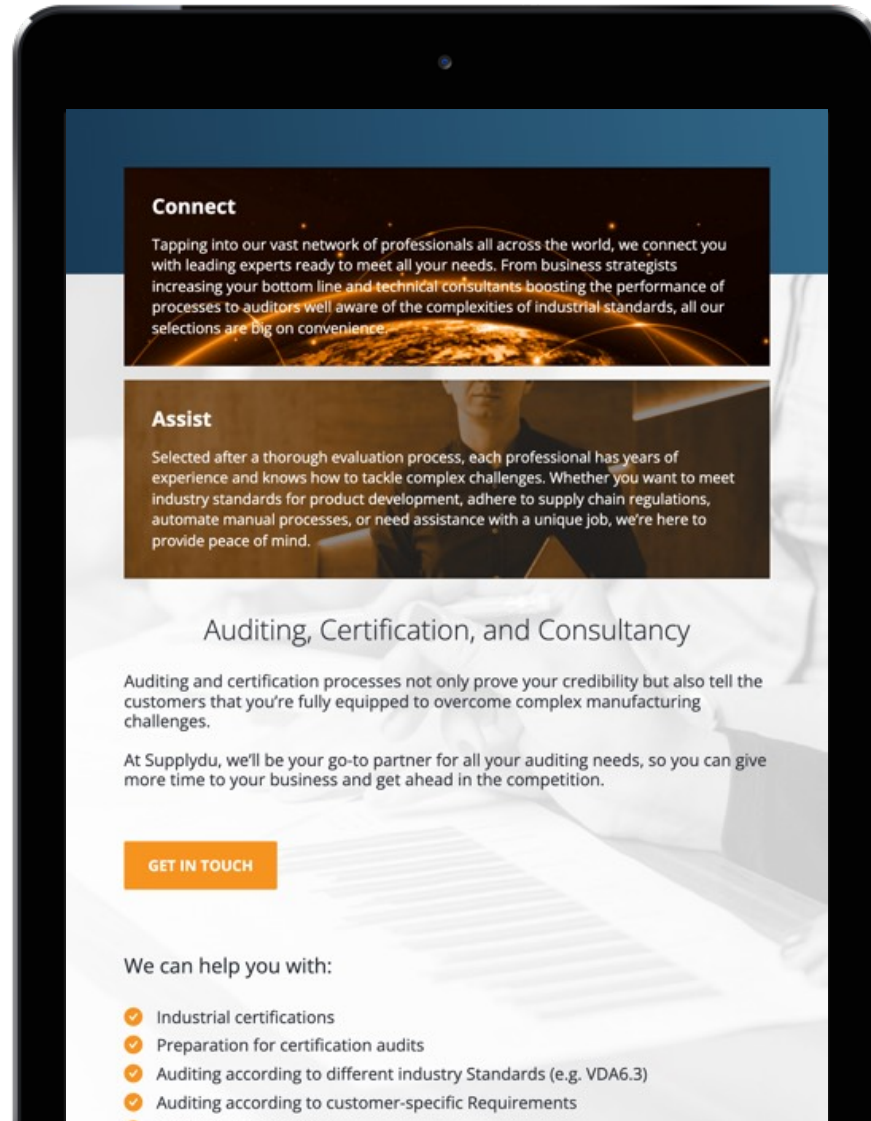 Connect
Tapping into our vast network of professionals all across the world, we connect you
with leading experts ready to meet all your needs. From business strategists
increasing your bottom line and technical consultants boosting the performance of
processes to auditors well aware of the complexities of industrial standards, all our
selections are big on convenience.
Assist
Selected after a thorough evaluation process, each professional has years of
experience and knows how to tackle complex challenges. Whether you want to meet
industry standards for product development, adhere to supply chain regulations,
automate manual processes, or need assistance with a unique job, we’re here to
provide peace of mind.
Auditing, Certification, and Consultancy
Auditing and certification processes not only prove your credibility but also tell the
customers that you’re fully equipped to overcome complex manufacturing
challenges.
At Supplydu, we’ll be your go-to partner for all your auditing needs, so you can give
more time to your business and get ahead in the competition.
GET IN TOUCH
We can help you with:
Industrial certifications
Preparation for certification audits
Auditing according to different industry Standards (e.g. VDA6.3)
Auditing according to customer-specific Requirements